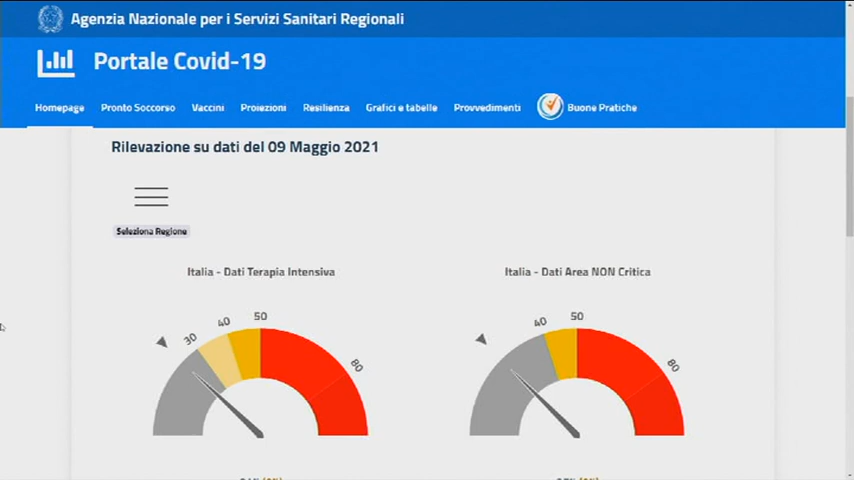 Agenzia Nazionale per i Servizi Sanitari Regionali
Portale Covid-19
Homepage Pronto Soccorso Vaccini Proiezioni Resilienza Grafici e tabelle Provvedimenti Buone Pratiche
Rilevazione su dati del 09 Maggio 2021
Seleziona Regione
Italia - Dati Terapia Intensiva
30 40 50 80
Italia - Dati Area NON Critica
40 50 80